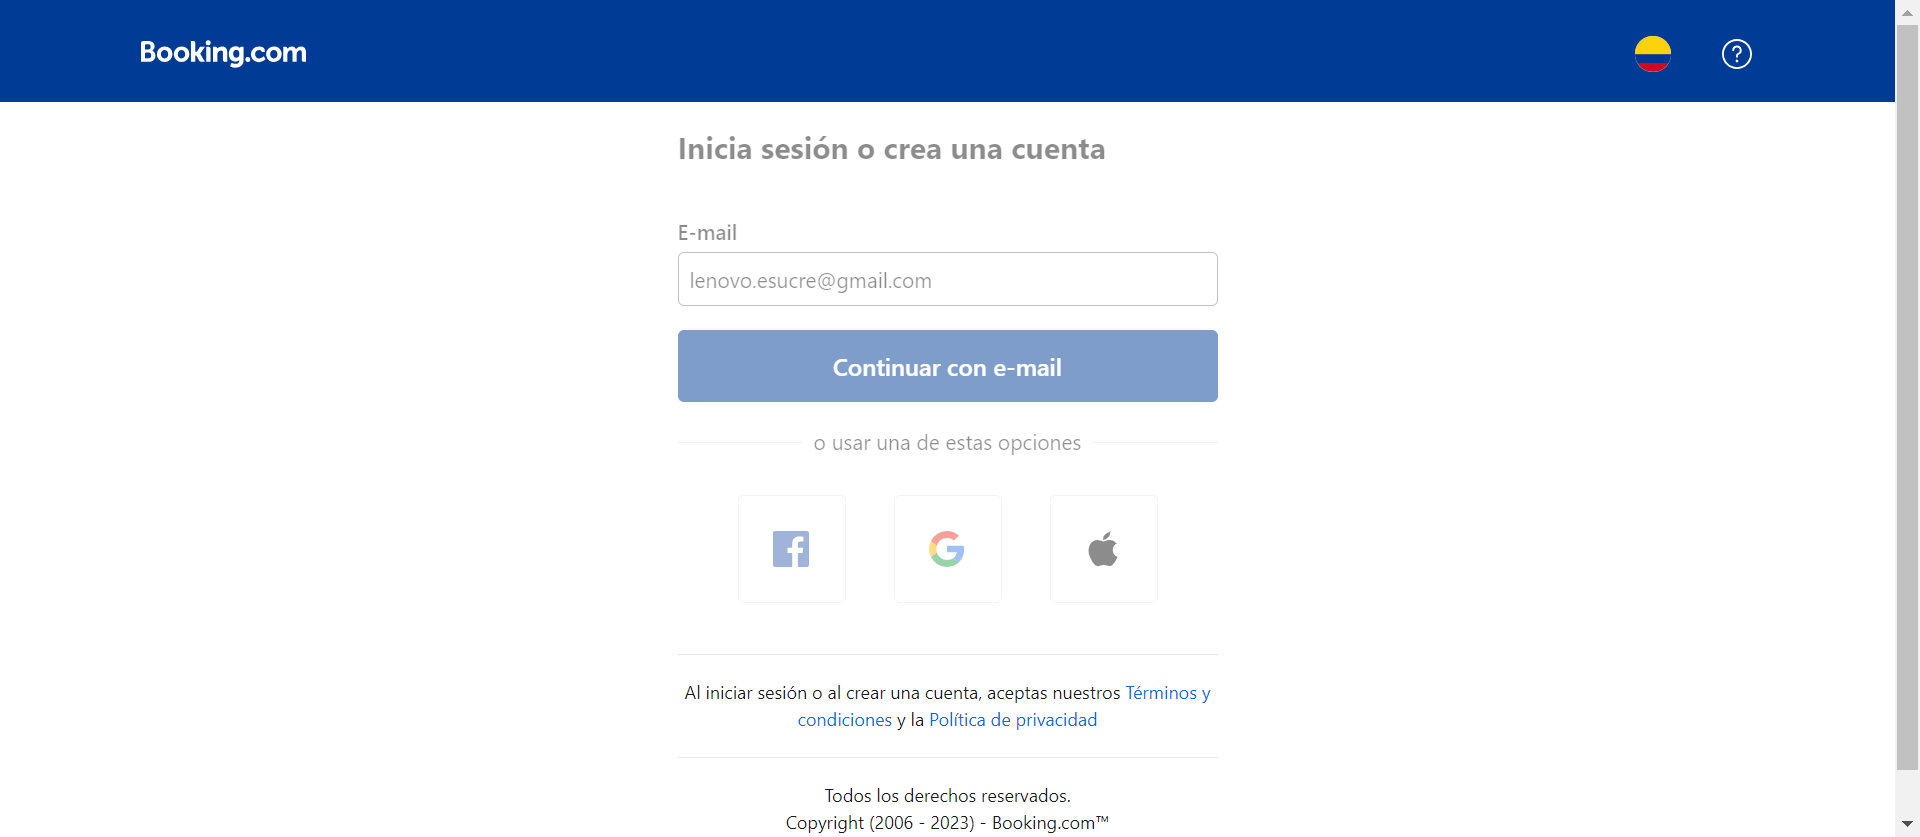 Booking.com
Inicia sesión o crea una cuenta
E-mail
lenovo.esucre@gmail.com
Continuar con e-mail
o usar una de estas opciones
Al iniciar sesión o al crear una cuenta, aceptas nuestros Términos y
condiciones y la Política de privacidad
Todos los derechos reservados.
Copyright (2006 - 2023) - Booking.com™